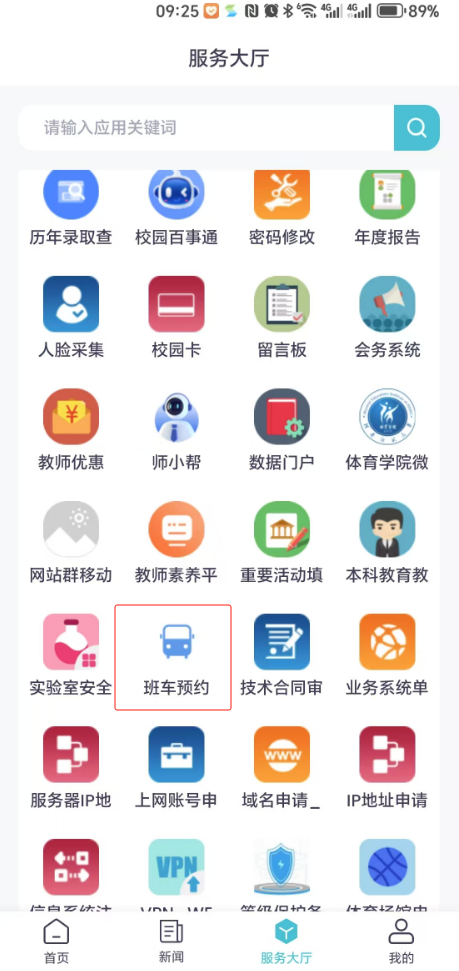 09:25 6 4G 4G 89%
服务大厅
请输入应用关键词
历年录取查 校园百事通 密码修改 年度报告
人脸采集 校园卡 留言板 会务系统
教师优惠 师小帮 数据门户 体育学院微
网站群移动 教师素养平 重要活动填 本科教育教
实验室安全 班车预约 技术合同审 业务系统单
WWW
服务器IP地 上网账号申 域名申请_ IP地址申请
VPN
首页 新闻 服务大厅 我的